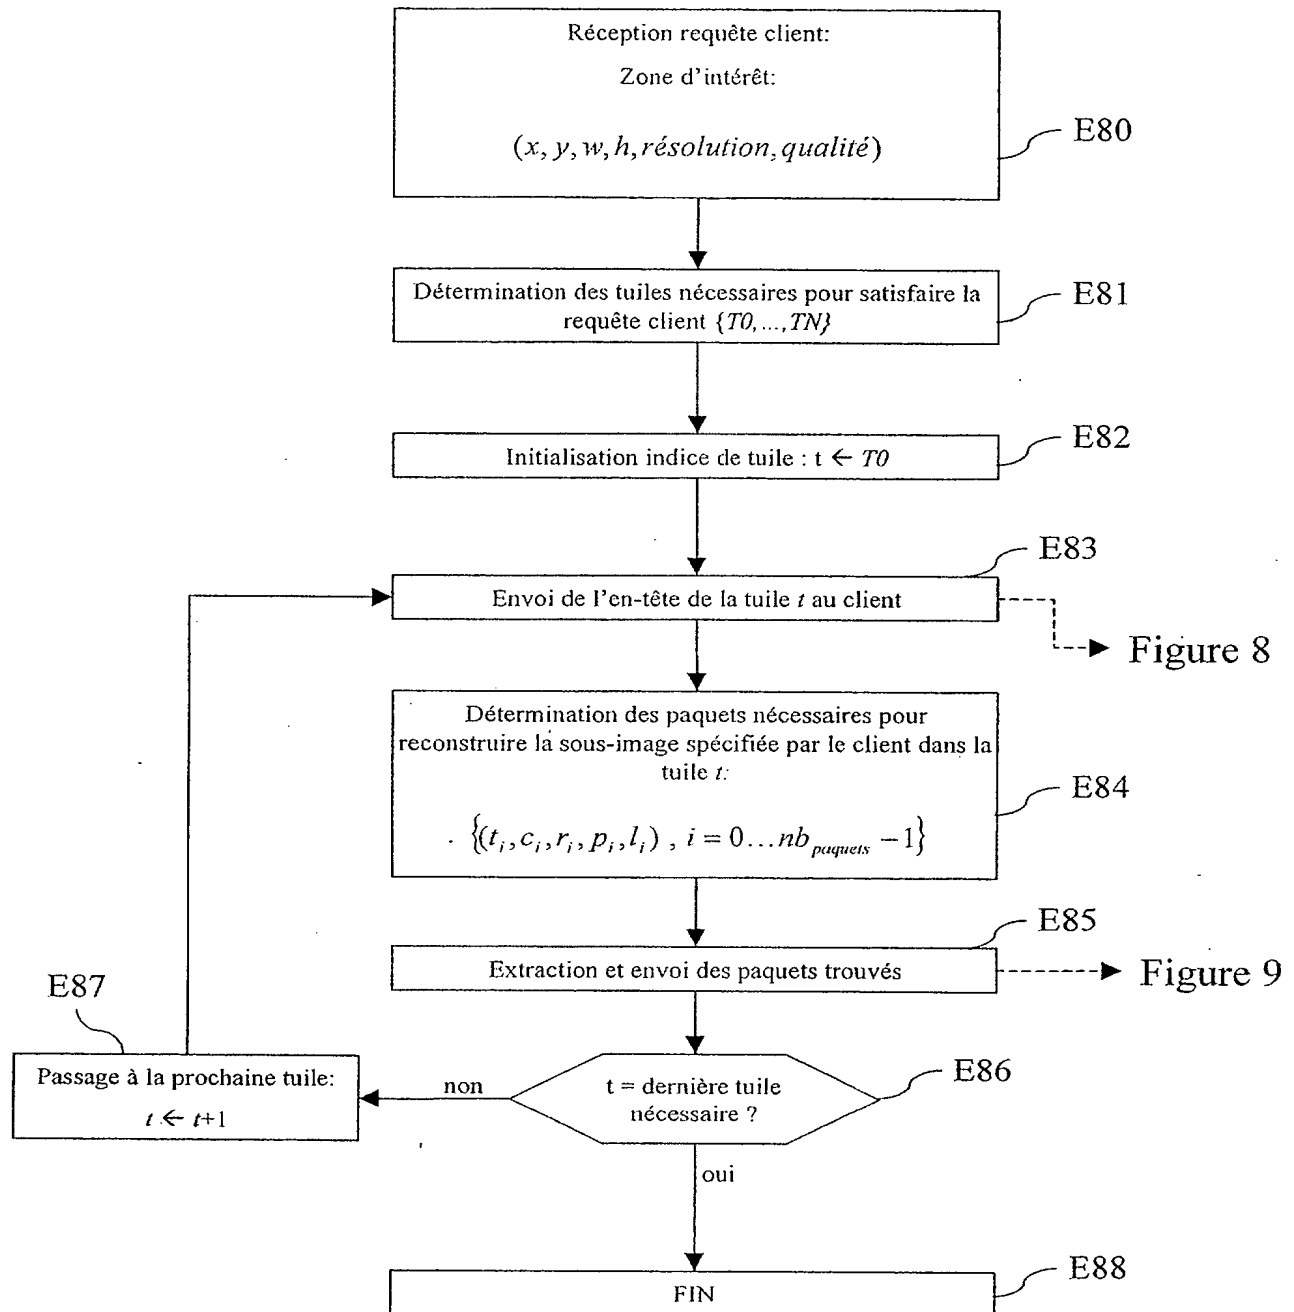 Réception requête client:
Zone d'intérêt:
(x, y, w, h, résolution, qualité)
E80
Détermination des tuiles nécessaires pour satisfaire la
requête client {T0,...,TN}
E81
Initialisation indice de tuile : t ← T0
E82
E83
Envoi de l'en-tête de la tuile t au client
Figure 8
Détermination des paquets nécessaires pour
reconstruire la sous-image spécifiée par le client dans la
tuile t:
{(t_i, c_i, r_i, p_i, l_i) , i = 0...nb_paquets − 1}
E84
E85
Extraction et envoi des paquets trouvés
Figure 9
E87
Passage à la prochaine tuile:
t ← t+1
non
t = dernière tuile
nécessaire ?
E86
oui
E88
FIN